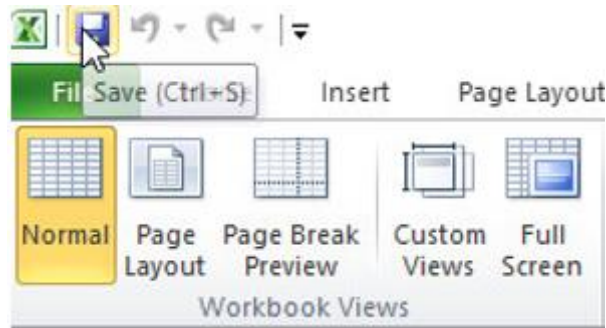 Save (Ctrl+S)
Fil Insert Page Layout
Normal Page Layout Page Break Preview Custom Views Full Screen
Workbook Views